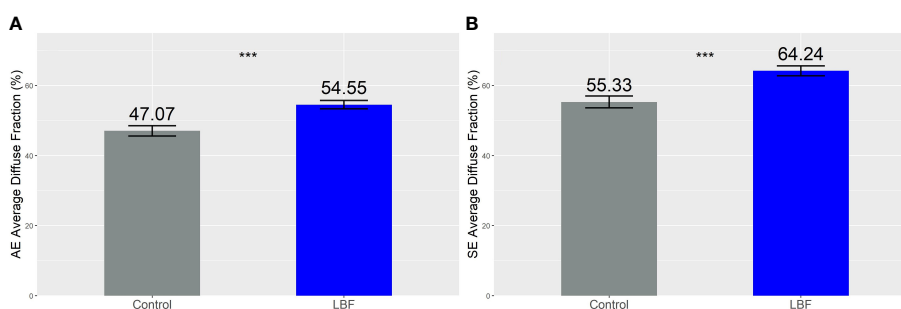 A
AE Average Diffuse Fraction (%)
60
40
20
0
***
47.07
54.55
Control
LBF
B
SE Average Diffuse Fraction (%)
60
40
20
0
***
55.33
64.24
Control
LBF